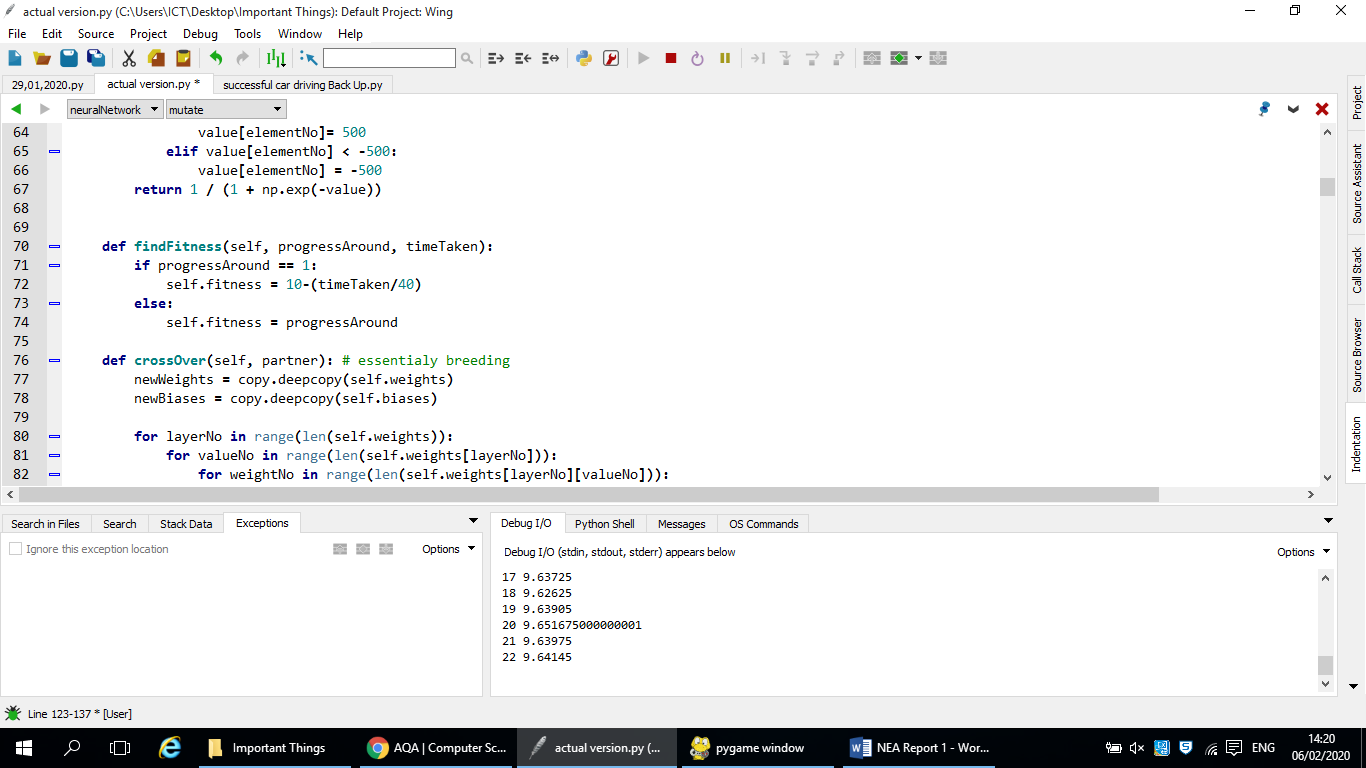 actual version.py (C:\Users\ICT\Desktop\Important Things): Default Project: Wing
File Edit Source Project Debug Tools Window Help
29,01,2020.py actual version.py * successful car driving Back Up.py
neuralNetwork mutate
64 value[elementNo]= 500
65 elif value[elementNo] < -500:
66 value[elementNo] = -500
67 return 1 / (1 + np.exp(-value))
68
69
70 def findFitness(self, progressAround, timeTaken):
71 if progressAround == 1:
72 self.fitness = 10-(timeTaken/40)
73 else:
74 self.fitness = progressAround
75
76 def crossOver(self, partner): # essentialy breeding
77 newWeights = copy.deepcopy(self.weights)
78 newBiases = copy.deepcopy(self.biases)
79
80 for layerNo in range(len(self.weights)):
81 for valueNo in range(len(self.weights[layerNo])):
82 for weightNo in range(len(self.weights[layerNo][valueNo])):
Project
Source Assistant
Call Stack
Source Browser
Indentation
Search in Files Search Stack Data Exceptions
Ignore this exception location Options
Debug I/O Python Shell Messages OS Commands
Debug I/O (stdin, stdout, stderr) appears below Options
17 9.63725
18 9.62625
19 9.63905
20 9.651675000000001
21 9.63975
22 9.64145
Line 123-137 * [User]
Important Things AQA | Computer Sc... actual version.py (... pygame window NEA Report 1 - Wor... ENG 14:20
06/02/2020